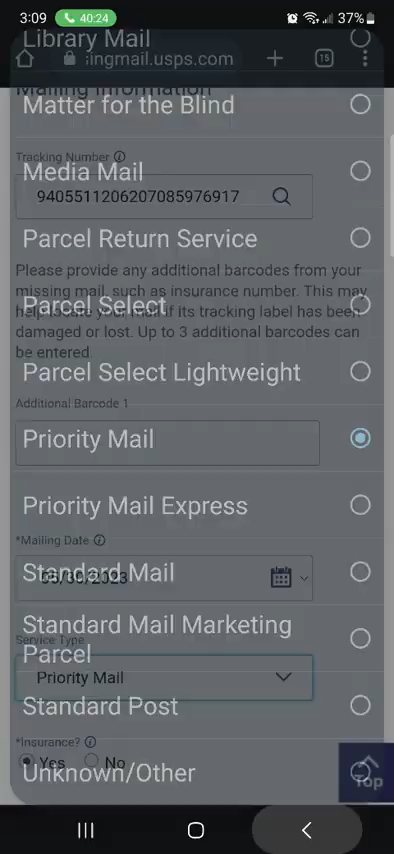 3:09
40:24
37%
Library Mail
ingmail.usps.com
15
Mailing Information
Matter for the Blind
Tracking Number
Media Mail
9405511206207085976917
Parcel Return Service
Please provide any additional barcodes from your
missing mail, such as insurance number. This may
Parcel Select
help locate your mail if its tracking label has been
damaged or lost. Up to 3 additional barcodes can
be entered.
Parcel Select Lightweight
Additional Barcode 1
Priority Mail
Priority Mail Express
*Mailing Date
Standard Mail
Standard Mail Marketing
Parcel
Service Type
Priority Mail
Standard Post
*Insurance?
Yes
No
Unknown/Other
Top